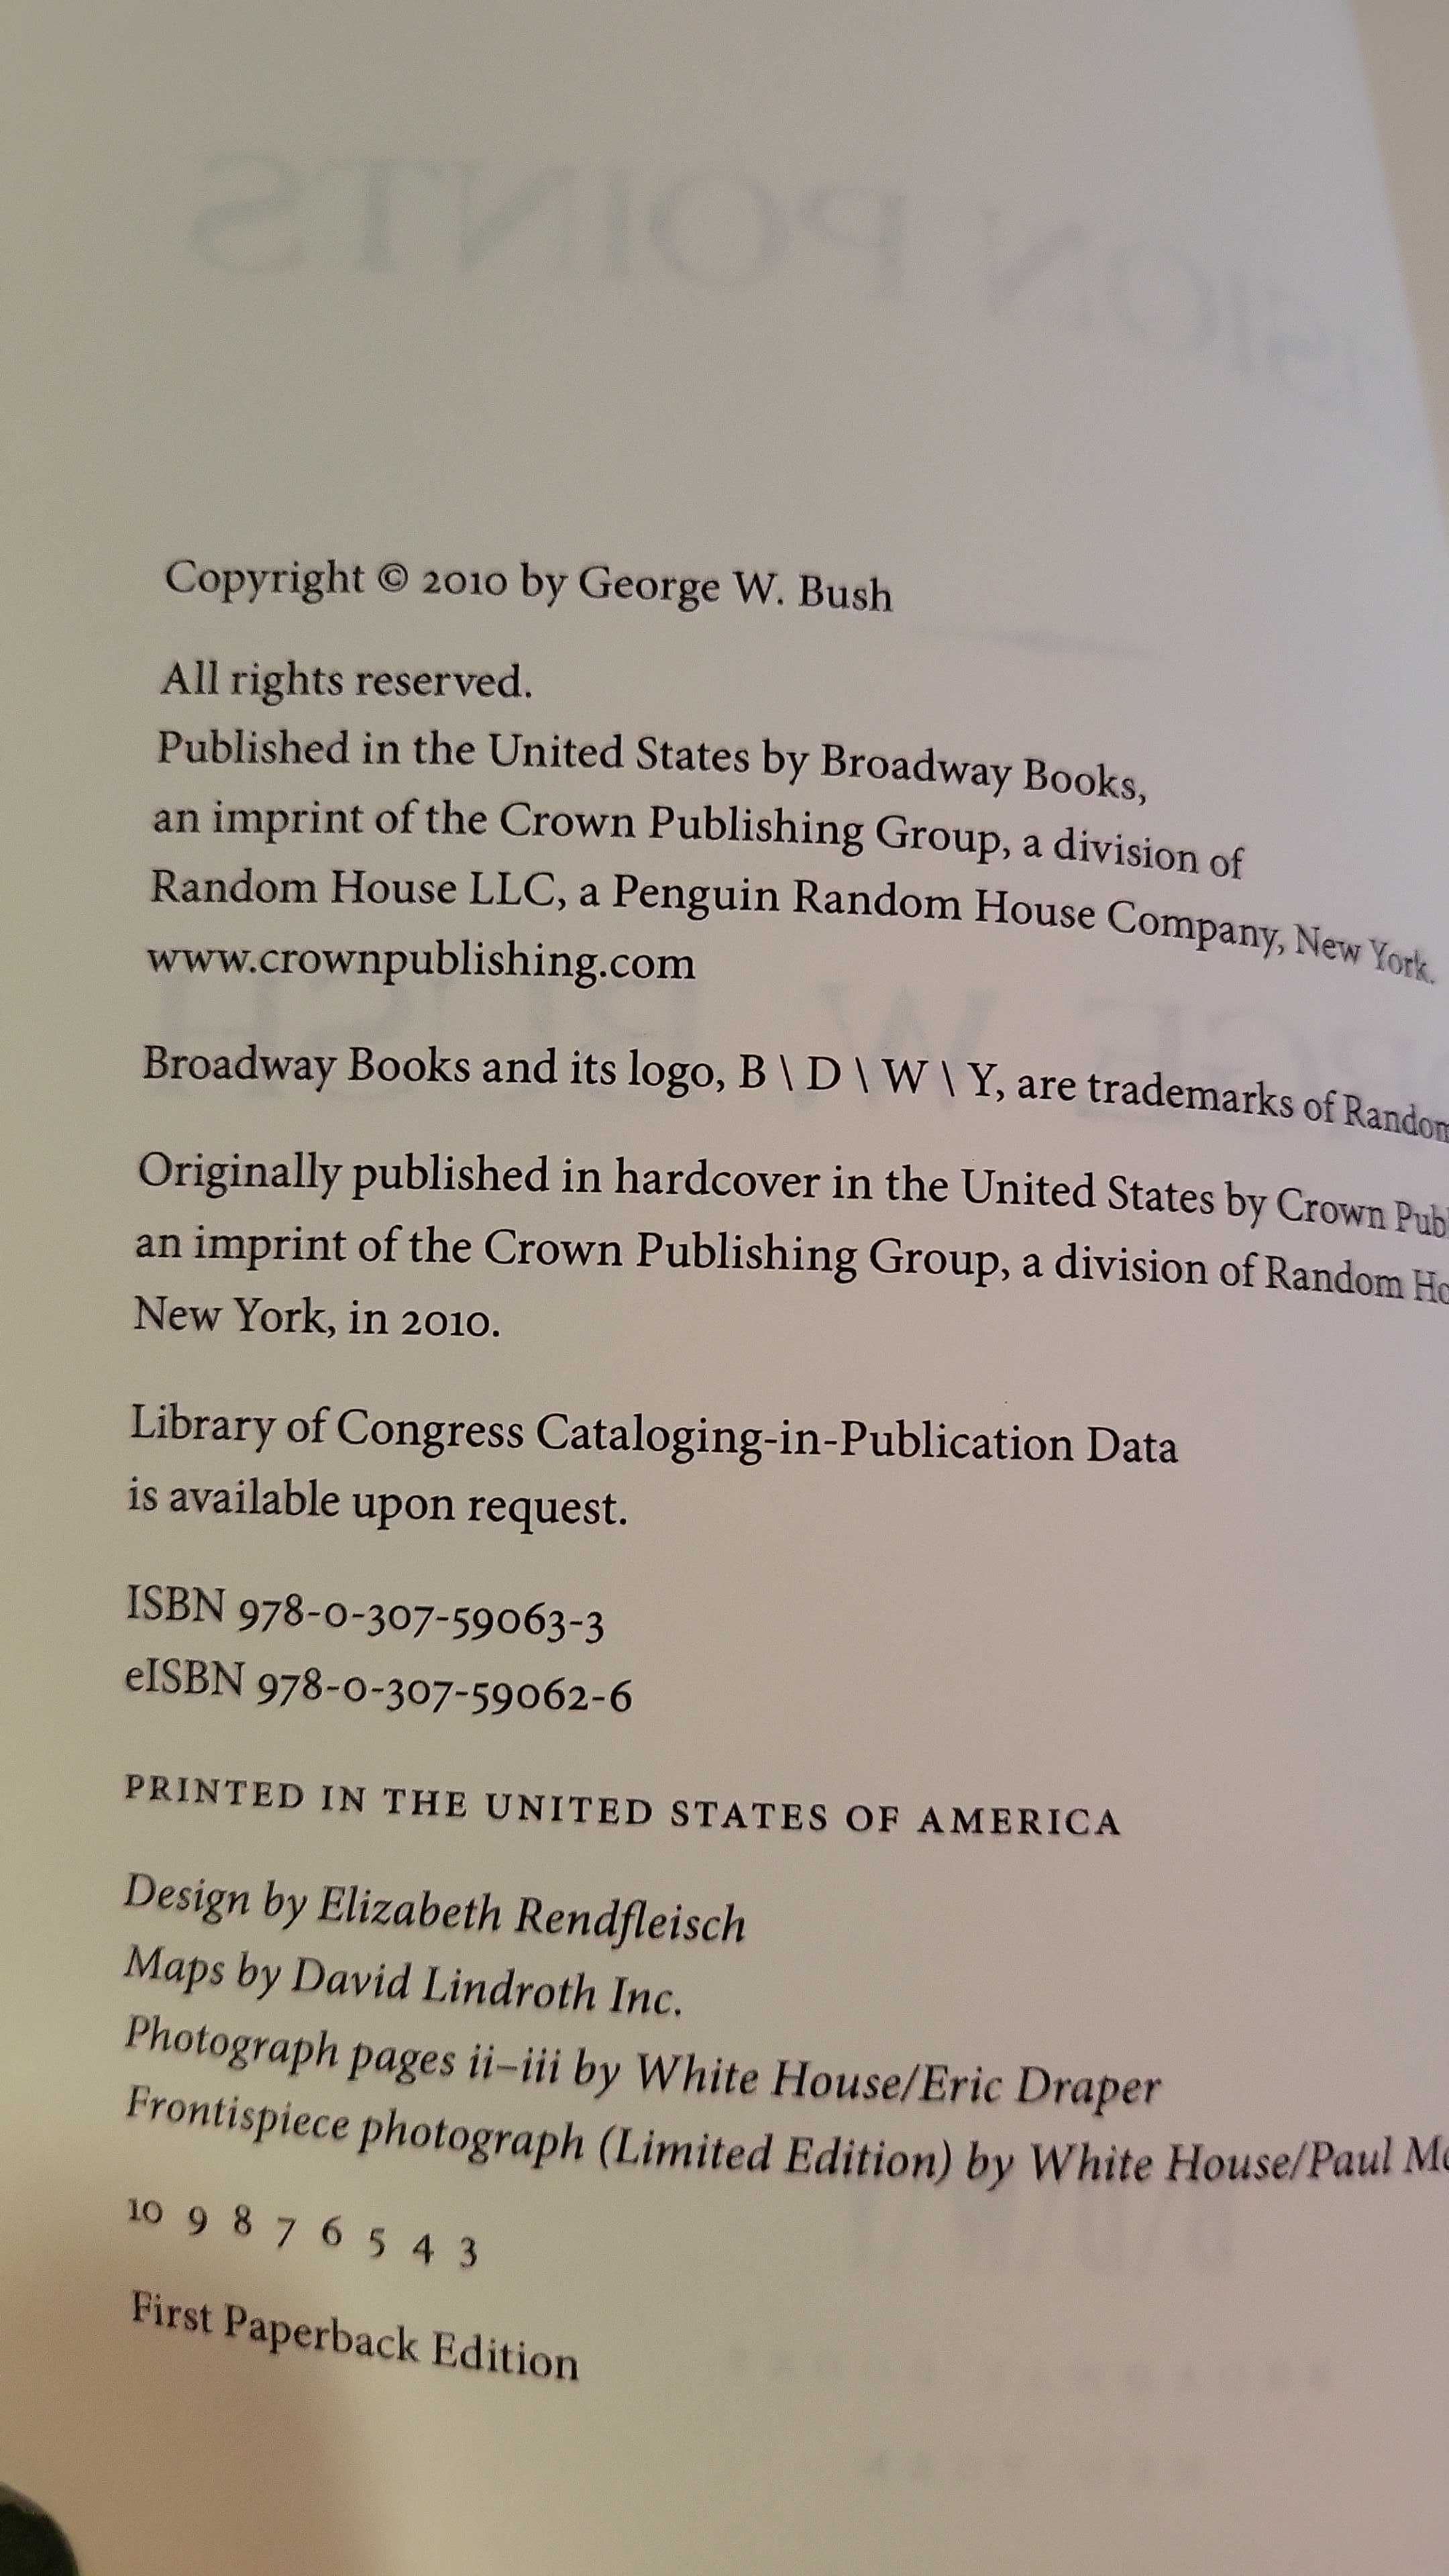 Copyright © 2010 by George W. Bush
All rights reserved.
Published in the United States by Broadway Books,
an imprint of the Crown Publishing Group, a division of
Random House LLC, a Penguin Random House Company, New York.
www.crownpublishing.com
Broadway Books and its logo, B \ D \ W \ Y, are trademarks of Random
Originally published in hardcover in the United States by Crown
an imprint of the Crown Publishing Group, a division of Random
New York, in 2010.
Library of Congress Cataloging-in-Publication Data
is available upon request.
ISBN 978-0-307-59063-3
eISBN 978-0-307-59062-6
PRINTED IN THE UNITED STATES OF AMERICA
Design by Elizabeth Rendfleisch
Maps by David Lindroth Inc.
Photograph pages ii–iii by White House/Eric Draper
Frontispiece photograph (Limited Edition) by White House/Paul
10 9 8 7 6 5 4 3
First Paperback Edition